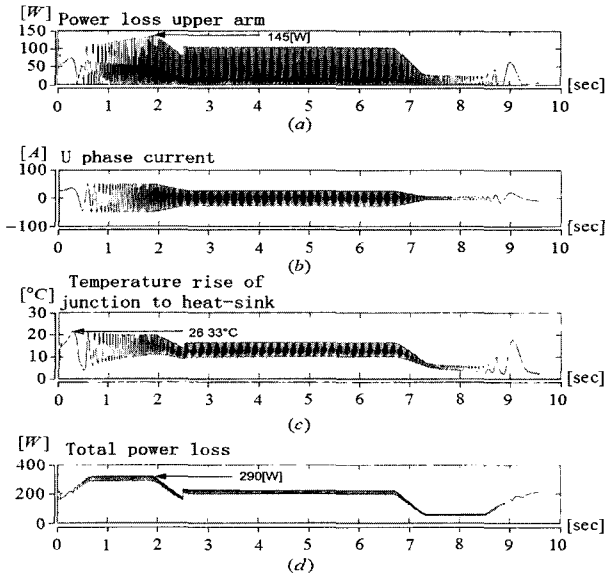 [W] Power loss upper arm
150
100
50
0
145[W]
0 1 2 3 4 5 6 7 8 9 10
[sec]
(a)
[A] U phase current
100
0
-100
0 1 2 3 4 5 6 7 8 9 10
[sec]
(b)
Temperature rise of
[°C] junction to heat-sink
30
20
10
0
26 33°C
0 1 2 3 4 5 6 7 8 9 10
[sec]
(c)
[W] Total power loss
400
200
0
290[W]
0 1 2 3 4 5 6 7 8 9 10
[sec]
(d)